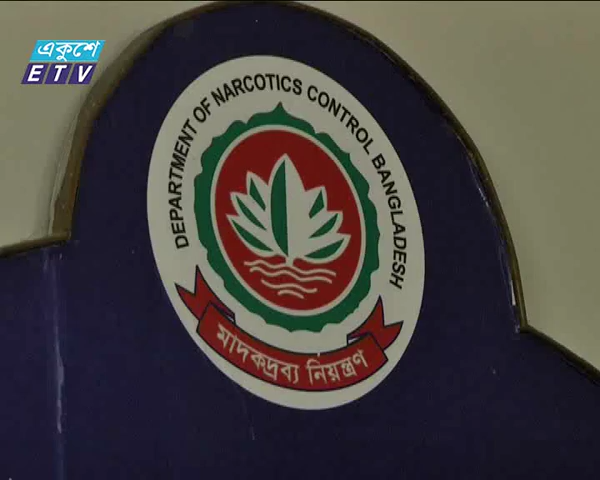 একুশে
ETV
DEPARTMENT OF NARCOTICS CONTROL BANGLADESH
মাদকদ্রব্য নিয়ন্ত্রণ